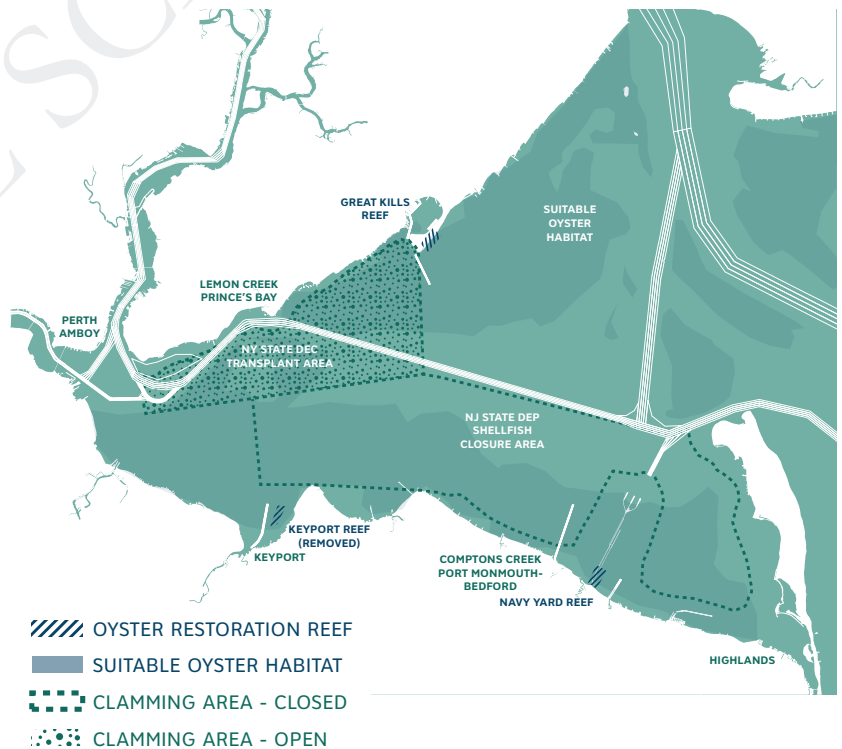 GREAT KILLS
REEF
SUITABLE
OYSTER
HABITAT
LEMON CREEK
PRINCE'S BAY
PERTH
AMBOY
NY STATE DEC
TRANSPLANT AREA
NJ STATE DEP
SHELLFISH
CLOSURE AREA
KEYPORT REEF
(REMOVED)
KEYPORT
COMPTONS CREEK
PORT MONMOUTH-
BEDFORD
NAVY YARD REEF
HIGHLANDS
OYSTER RESTORATION REEF
SUITABLE OYSTER HABITAT
CLAMMING AREA - CLOSED
CLAMMING AREA - OPEN